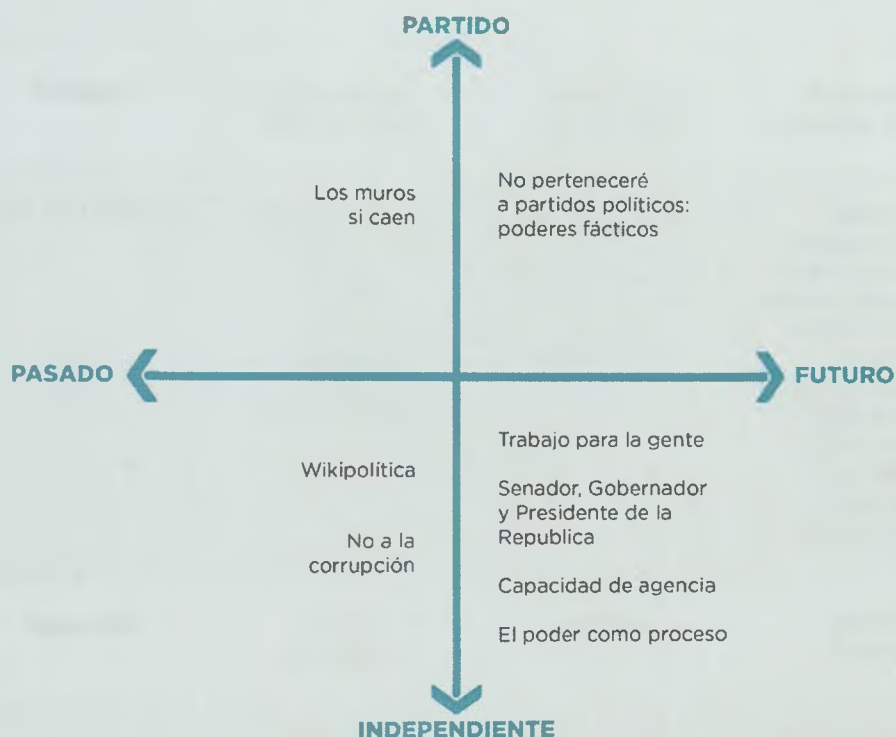 PARTIDO
Los muros
si caen
No perteneceré
a partidos políticos:
poderes fácticos
PASADO
FUTURO
Wikipolítica
No a la
corrupción
Trabajo para la gente
Senador, Gobernador
y Presidente de la
Republica
Capacidad de agencia
El poder como proceso
INDEPENDIENTE